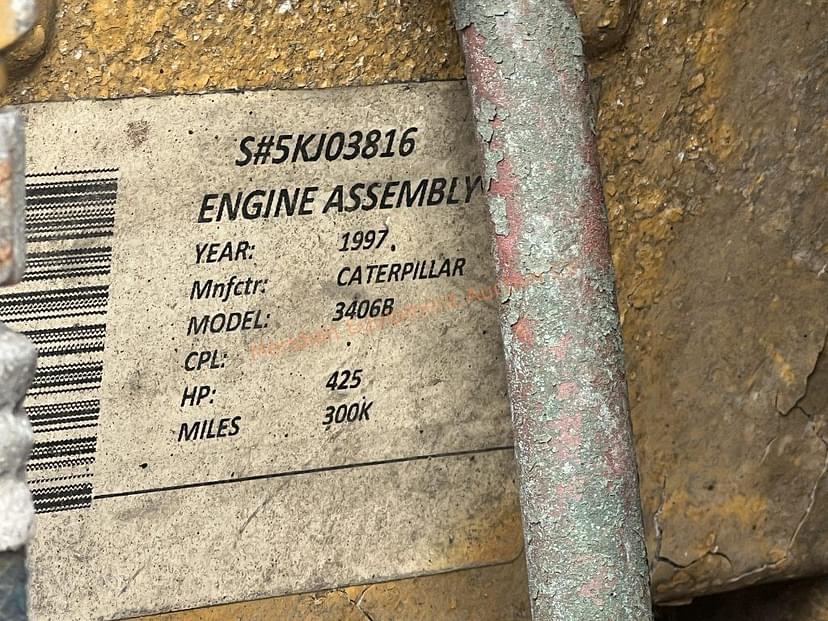 S#5KJ03816
ENGINE ASSEMBLY
YEAR: 1997
Mnfctr: CATERPILLAR
MODEL: 3406B
CPL:
HP: 425
MILES 300K